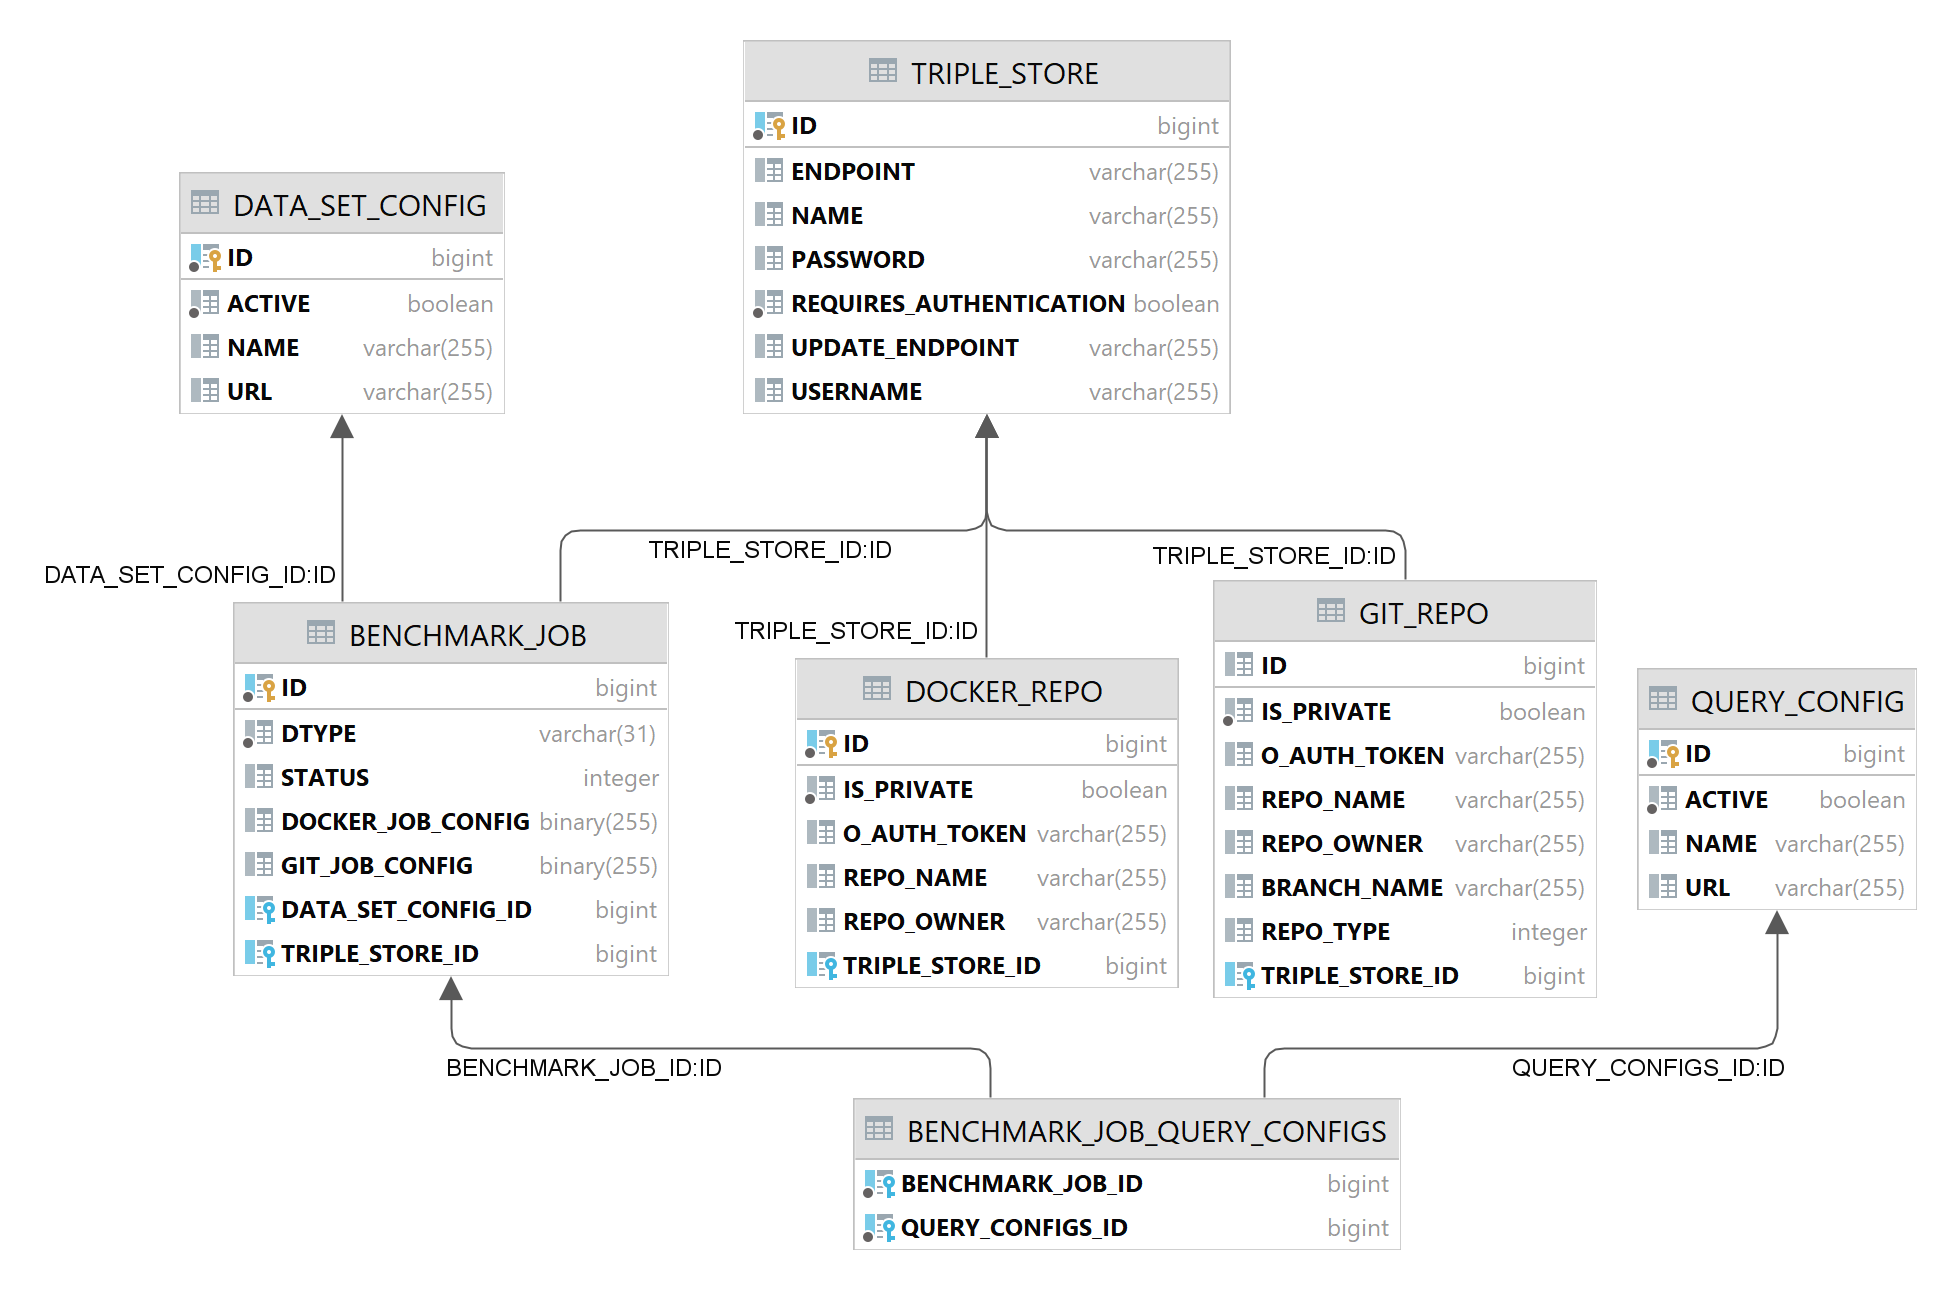 TRIPLE_STORE
ID bigint
ENDPOINT varchar(255)
NAME varchar(255)
PASSWORD varchar(255)
REQUIRES_AUTHENTICATION boolean
UPDATE_ENDPOINT varchar(255)
USERNAME varchar(255)
DATA_SET_CONFIG
ID bigint
ACTIVE boolean
NAME varchar(255)
URL varchar(255)
DATA_SET_CONFIG_ID:ID
TRIPLE_STORE_ID:ID
TRIPLE_STORE_ID:ID
TRIPLE_STORE_ID:ID
BENCHMARK_JOB
ID bigint
DTYPE varchar(31)
STATUS integer
DOCKER_JOB_CONFIG binary(255)
GIT_JOB_CONFIG binary(255)
DATA_SET_CONFIG_ID bigint
TRIPLE_STORE_ID bigint
DOCKER_REPO
ID bigint
IS_PRIVATE boolean
O_AUTH_TOKEN varchar(255)
REPO_NAME varchar(255)
REPO_OWNER varchar(255)
TRIPLE_STORE_ID bigint
GIT_REPO
ID bigint
IS_PRIVATE boolean
O_AUTH_TOKEN varchar(255)
REPO_NAME varchar(255)
REPO_OWNER varchar(255)
BRANCH_NAME varchar(255)
REPO_TYPE integer
TRIPLE_STORE_ID bigint
QUERY_CONFIG
ID bigint
ACTIVE boolean
NAME varchar(255)
URL varchar(255)
BENCHMARK_JOB_ID:ID
QUERY_CONFIGS_ID:ID
BENCHMARK_JOB_QUERY_CONFIGS
BENCHMARK_JOB_ID bigint
QUERY_CONFIGS_ID bigint